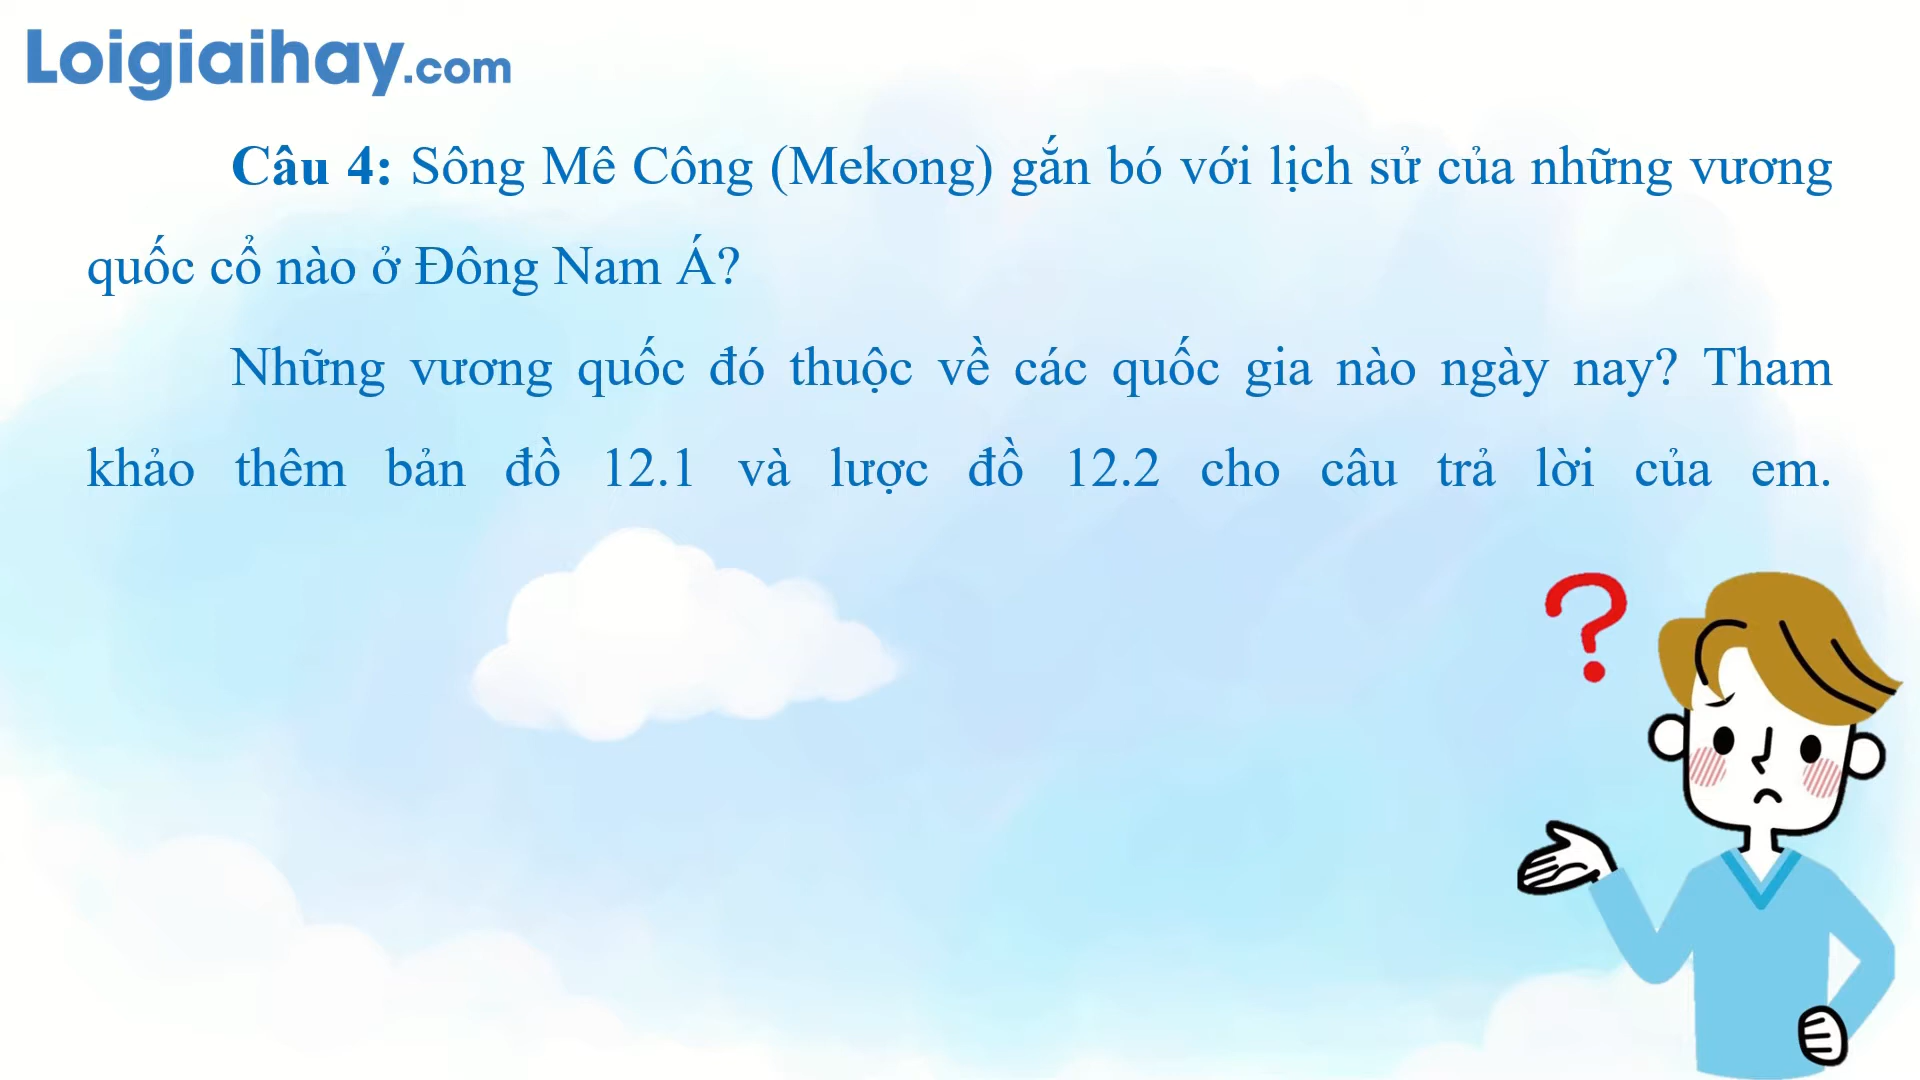 Loigiaihay.com
Câu 4: Sông Mê Công (Mekong) gắn bó với lịch sử của những vương
quốc cổ nào ở Đông Nam Á?
Những vương quốc đó thuộc về các quốc gia nào ngày nay? Tham
khảo thêm bản đồ 12.1 và lược đồ 12.2 cho câu trả lời của em.
?